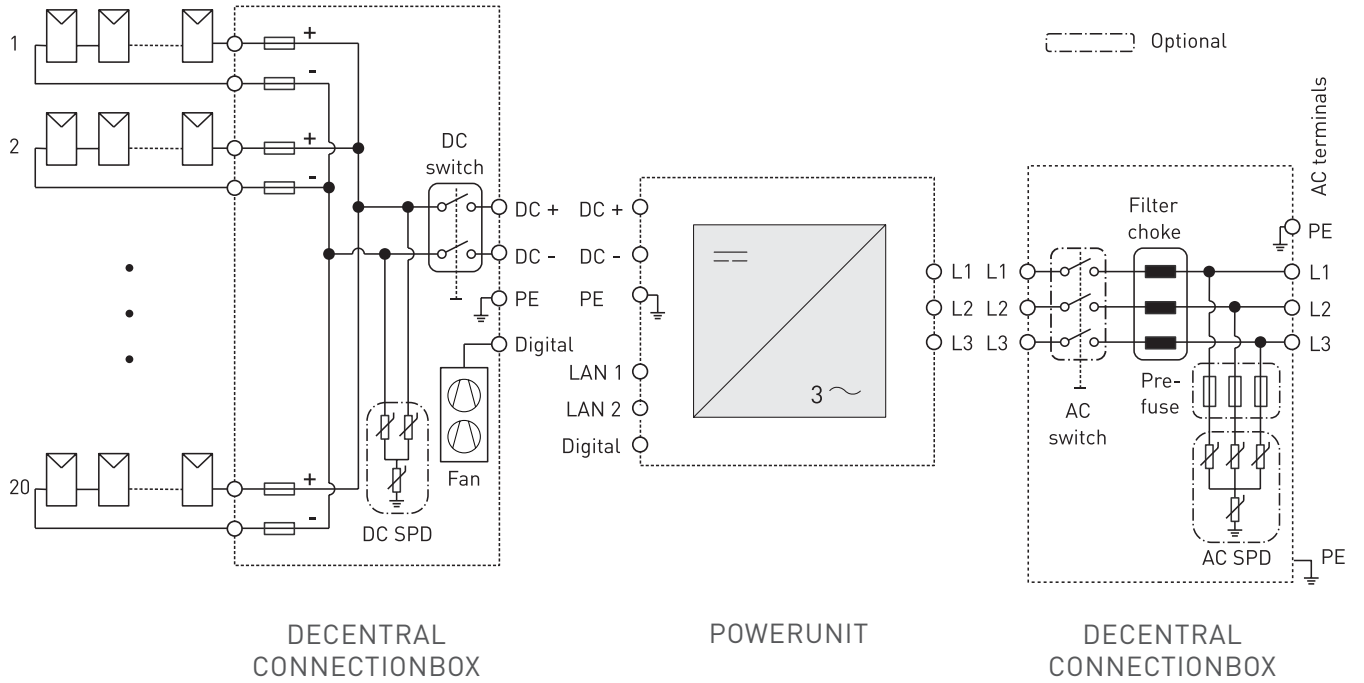 1
+
-
2
+
-
20
+
-
DC
switch
DC +
DC -
PE
Digital
Fan
DC SPD
DECENTRAL
CONNECTIONBOX
DC +
DC -
PE
LAN 1
LAN 2
Digital
3
L1
L2
L3
POWERUNIT
Optional
L1
L2
L3
AC
switch
Filter
choke
Pre-
fuse
AC SPD
AC terminals
PE
L1
L2
L3
PE
DECENTRAL
CONNECTIONBOX